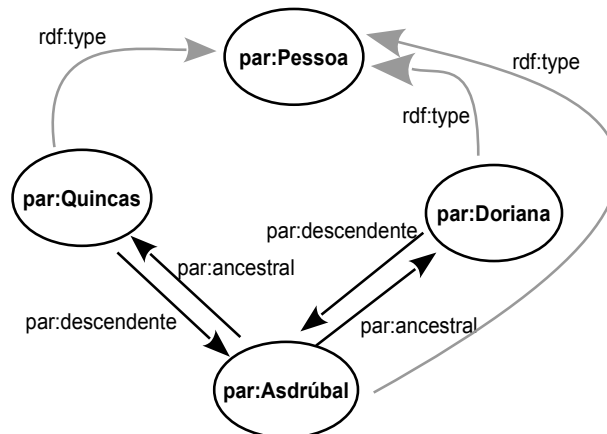 rdf:type
par:Pessoa
rdf:type
rdf:type
par:Quincas
par:Doriana
par:descendente
par:ancestral
par:descendente
par:ancestral
par:Asdrúbal